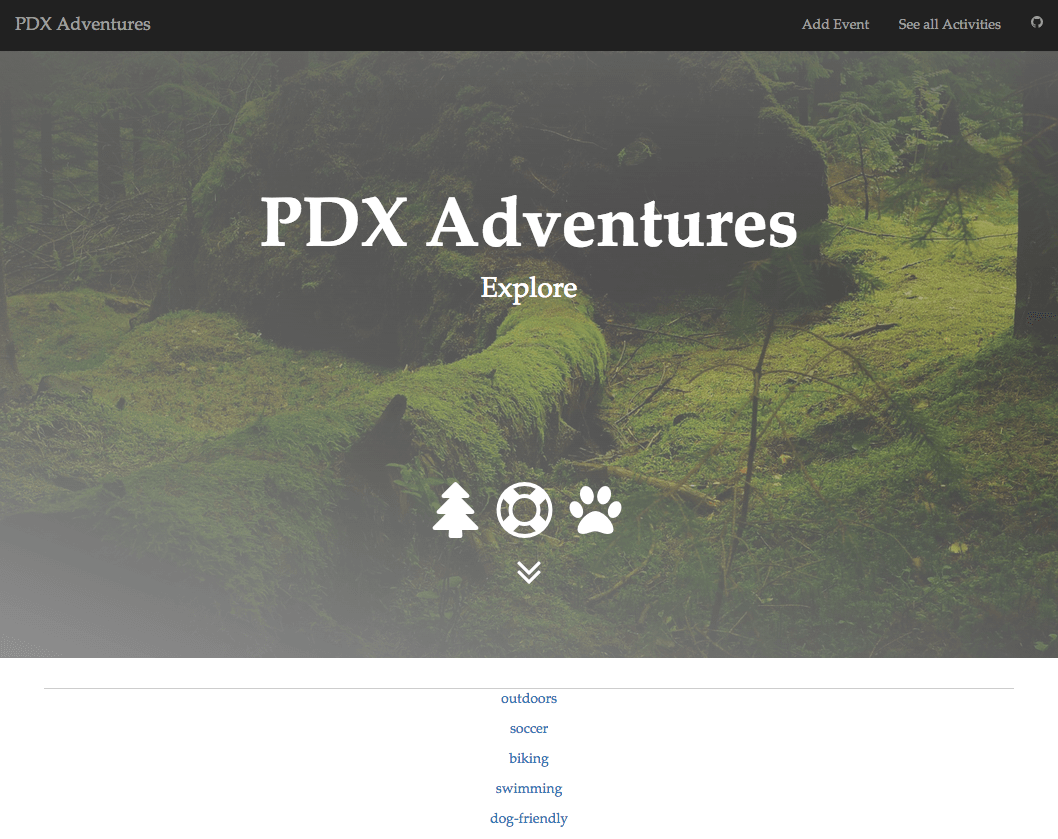 PDX Adventures
Add Event
See all Activities
PDX Adventures
Explore
outdoors
soccer
biking
swimming
dog-friendly